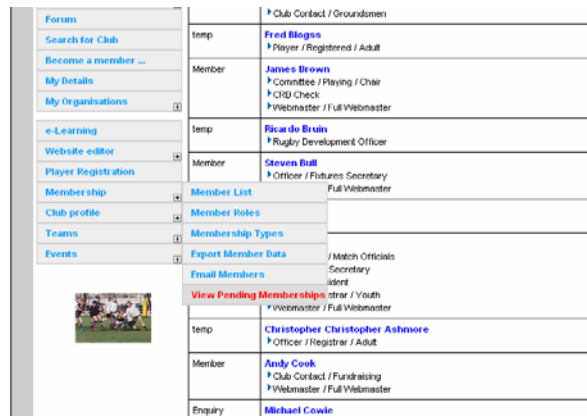 Forum
Search for Club
Become a member ...
My Details
My Organisations
e-Learning
Website editor
Player Registration
Membership
Club profile
Teams
Events
Member List
Member Roles
Membership Types
Export Member Data
Email Members
View Pending Memberships
Club Contact / Groundsmen
temp
Fred Blogss
Player / Registered / Adult
Member
James Brown
Committee / Playing / Chair
CRB Check
Webmaster / Full Webmaster
temp
Ricardo Bruin
Rugby Development Officer
Member
Steven Bull
Officer / Fixtures Secretary
/ Full Webmaster
/ Match Officials
Secretary
ident
strar / Youth
Webmaster / Full Webmaster
temp
Christopher Christopher Ashmore
Officer / Registrar / Adult
Member
Andy Cook
Club Contact / Fundraising
Webmaster / Full Webmaster
Enquiry
Michael Cowie